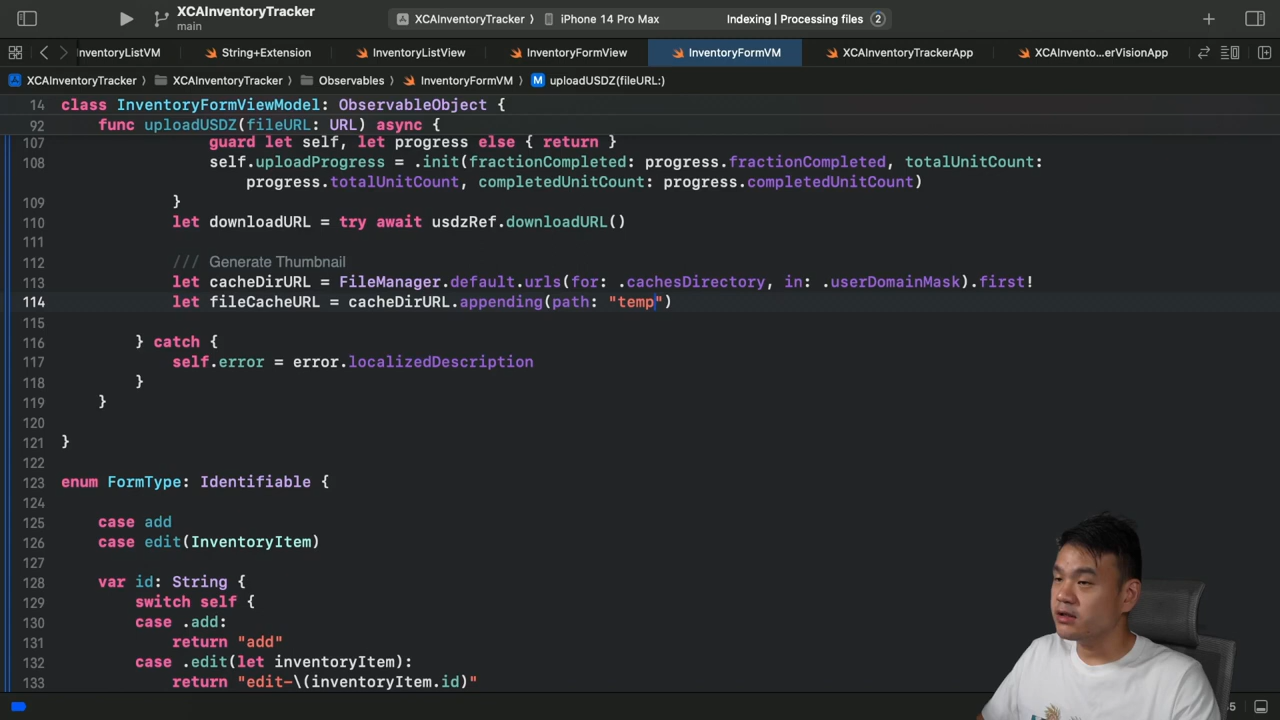 XCAInventoryTracker
main
XCAInventoryTracker 〉 iPhone 14 Pro Max
Indexing | Processing files 2
nventoryListVM
String+Extension
InventoryListView
InventoryFormView
InventoryFormVM
XCAInventoryTrackerApp
XCAInvento...erVisionApp
XCAInventoryTracker 〉 XCAInventoryTracker 〉 Observables 〉 InventoryFormVM 〉 M uploadUSDZ(fileURL:)
14 class InventoryFormViewModel: ObservableObject {
92 func uploadUSDZ(fileURL: URL) async {
107 guard let self, let progress else { return }
108 self.uploadProgress = .init(fractionCompleted: progress.fractionCompleted, totalUnitCount:
progress.totalUnitCount, completedUnitCount: progress.completedUnitCount)
109 }
110 let downloadURL = try await usdzRef.downloadURL()
111
112 /// Generate Thumbnail
113 let cacheDirURL = FileManager.default.urls(for: .cachesDirectory, in: .userDomainMask).first!
114 let fileCacheURL = cacheDirURL.appending(path: "temp")
115
116 } catch {
117 self.error = error.localizedDescription
118 }
119 }
120
121 }
122
123 enum FormType: Identifiable {
124
125 case add
126 case edit(InventoryItem)
127
128 var id: String {
129 switch self {
130 case .add:
131 return "add"
132 case .edit(let inventoryItem):
133 return "edit-\(inventoryItem.id)"